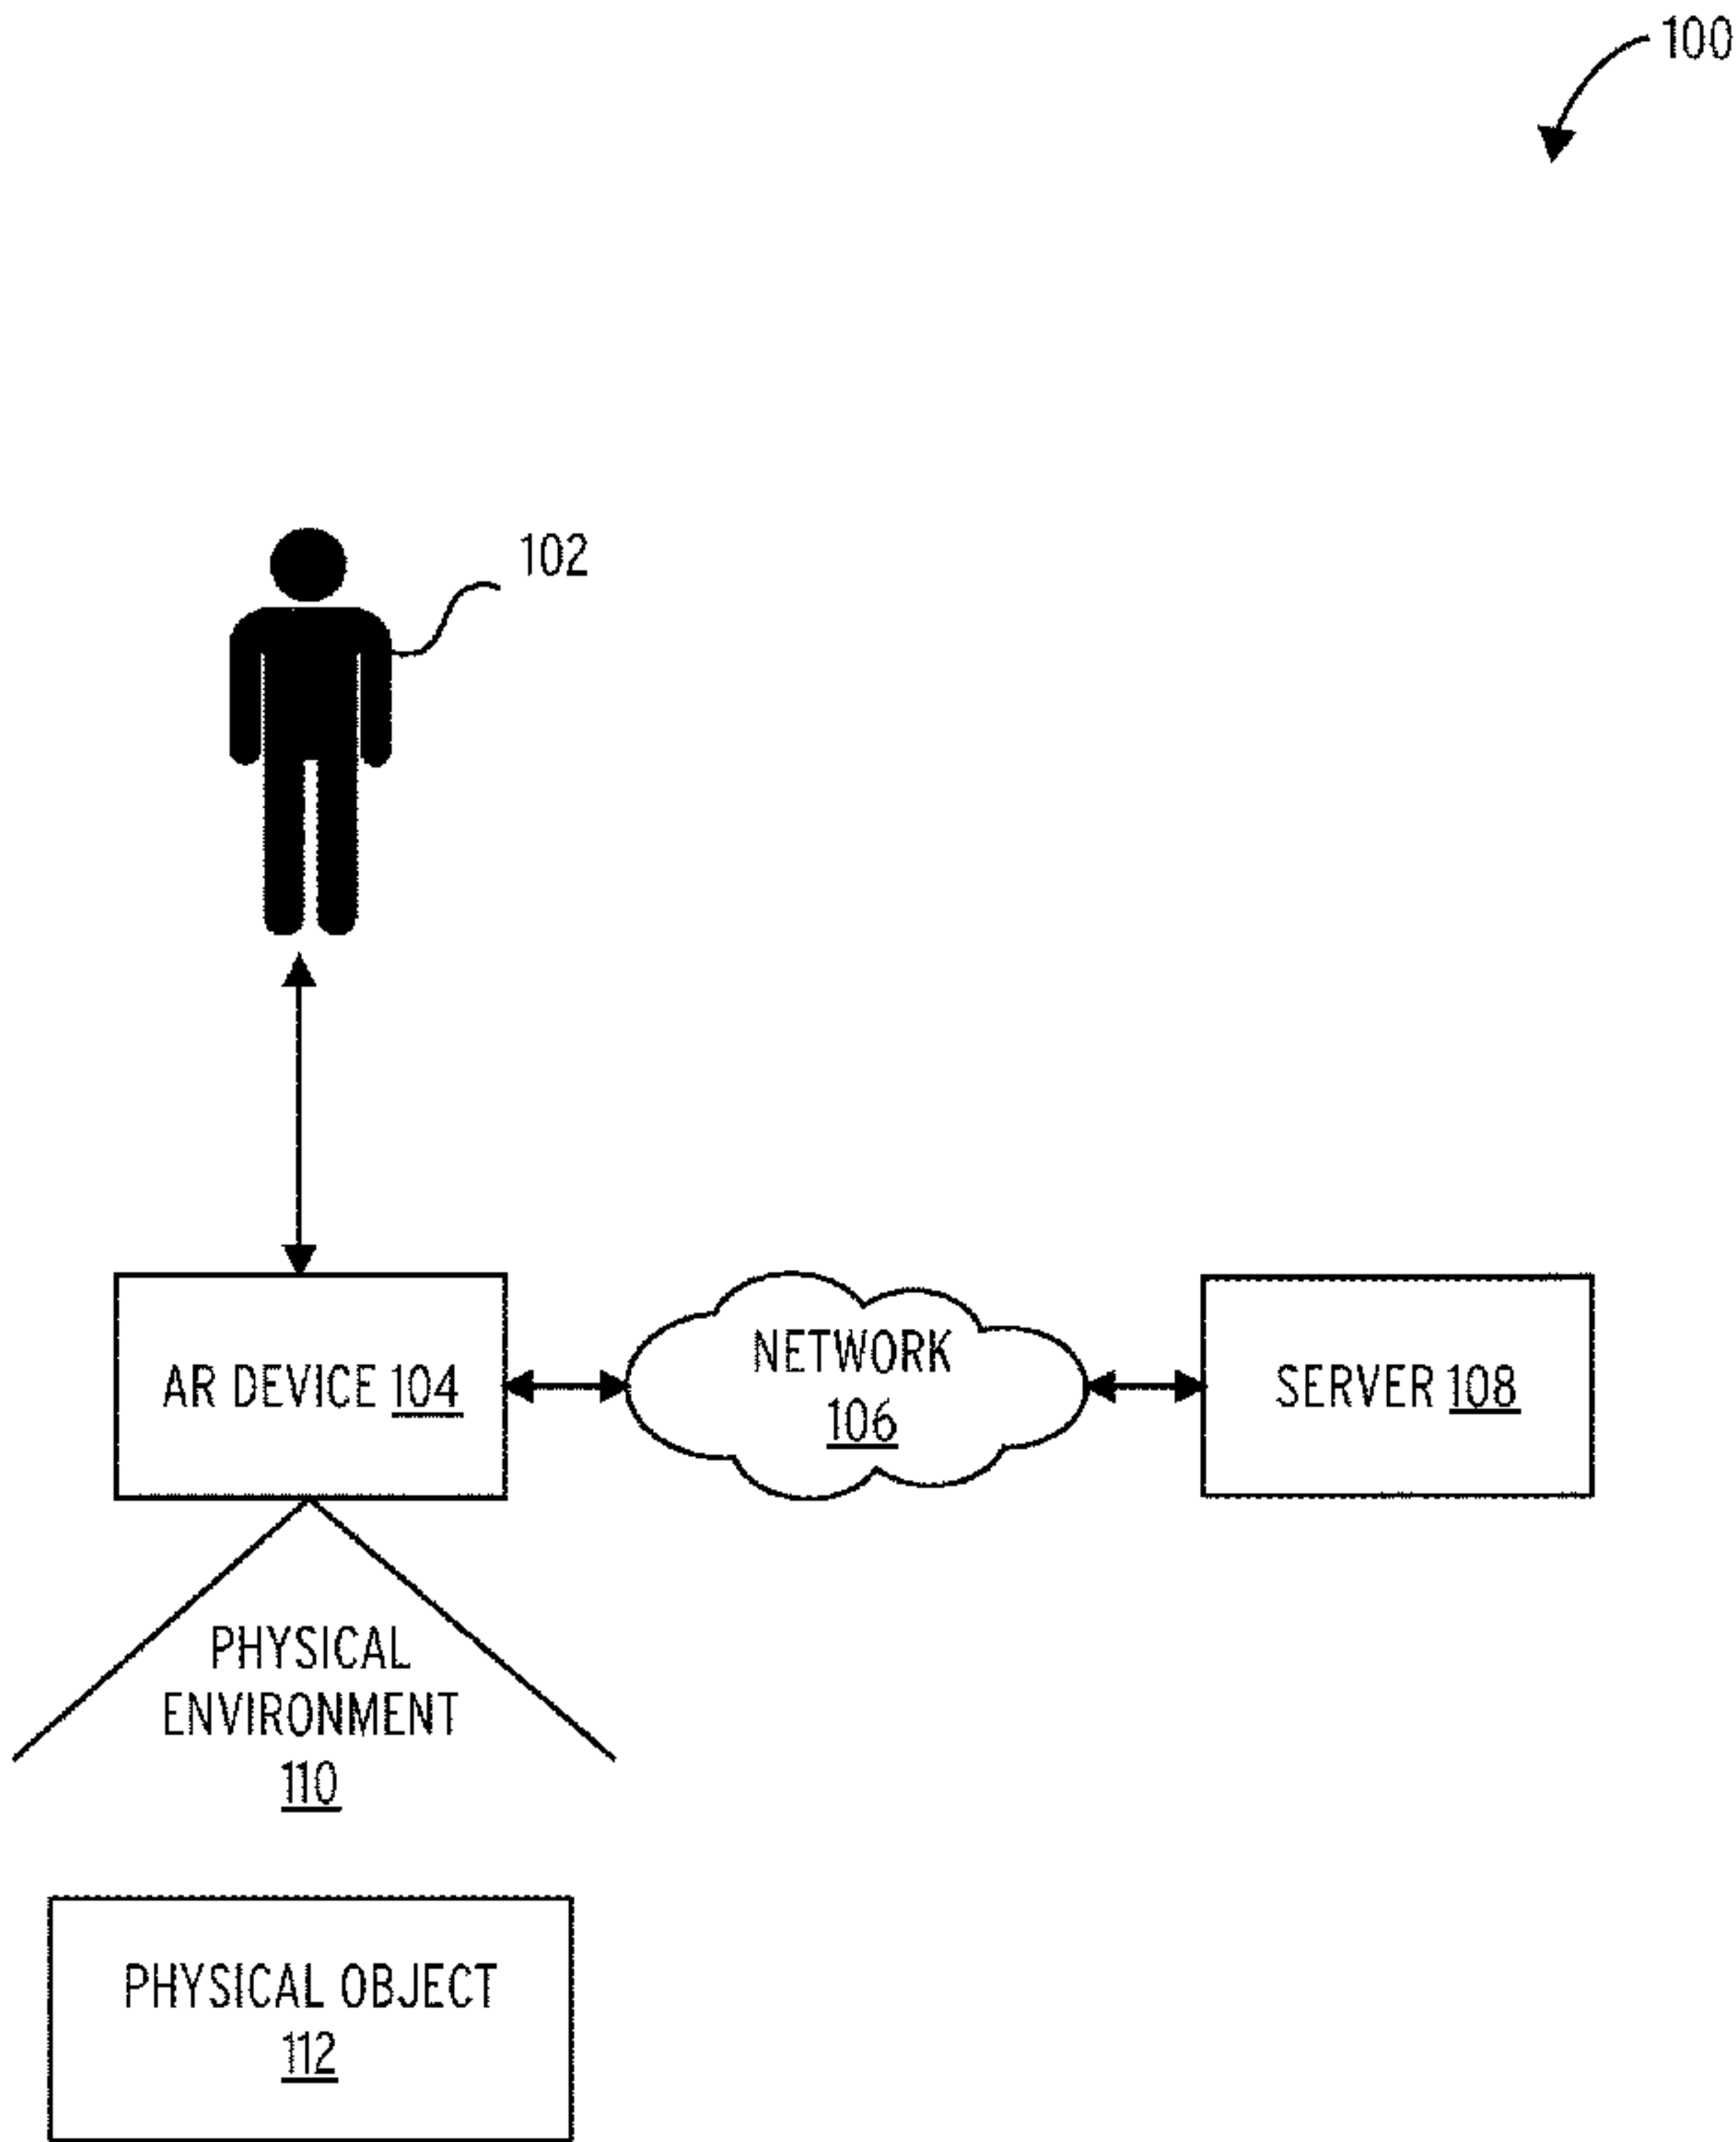 100
102
AR DEVICE 104
NETWORK
106
SERVER 108
PHYSICAL
ENVIRONMENT
110
PHYSICAL OBJECT
112